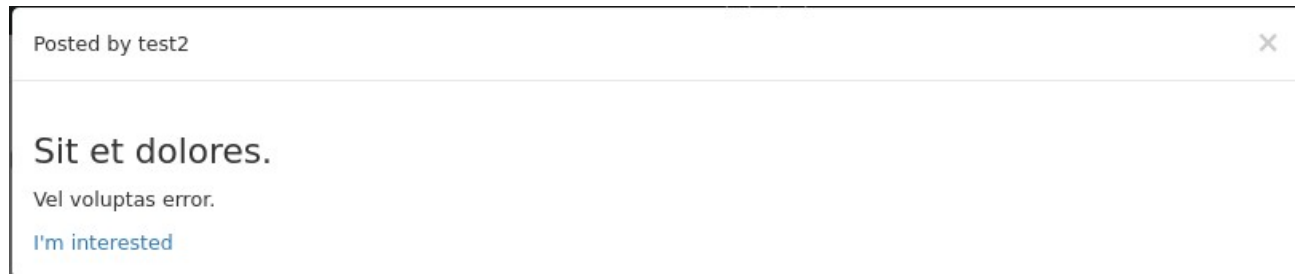 Posted by test2 ×
Sit et dolores.
Vel voluptas error.
I'm interested